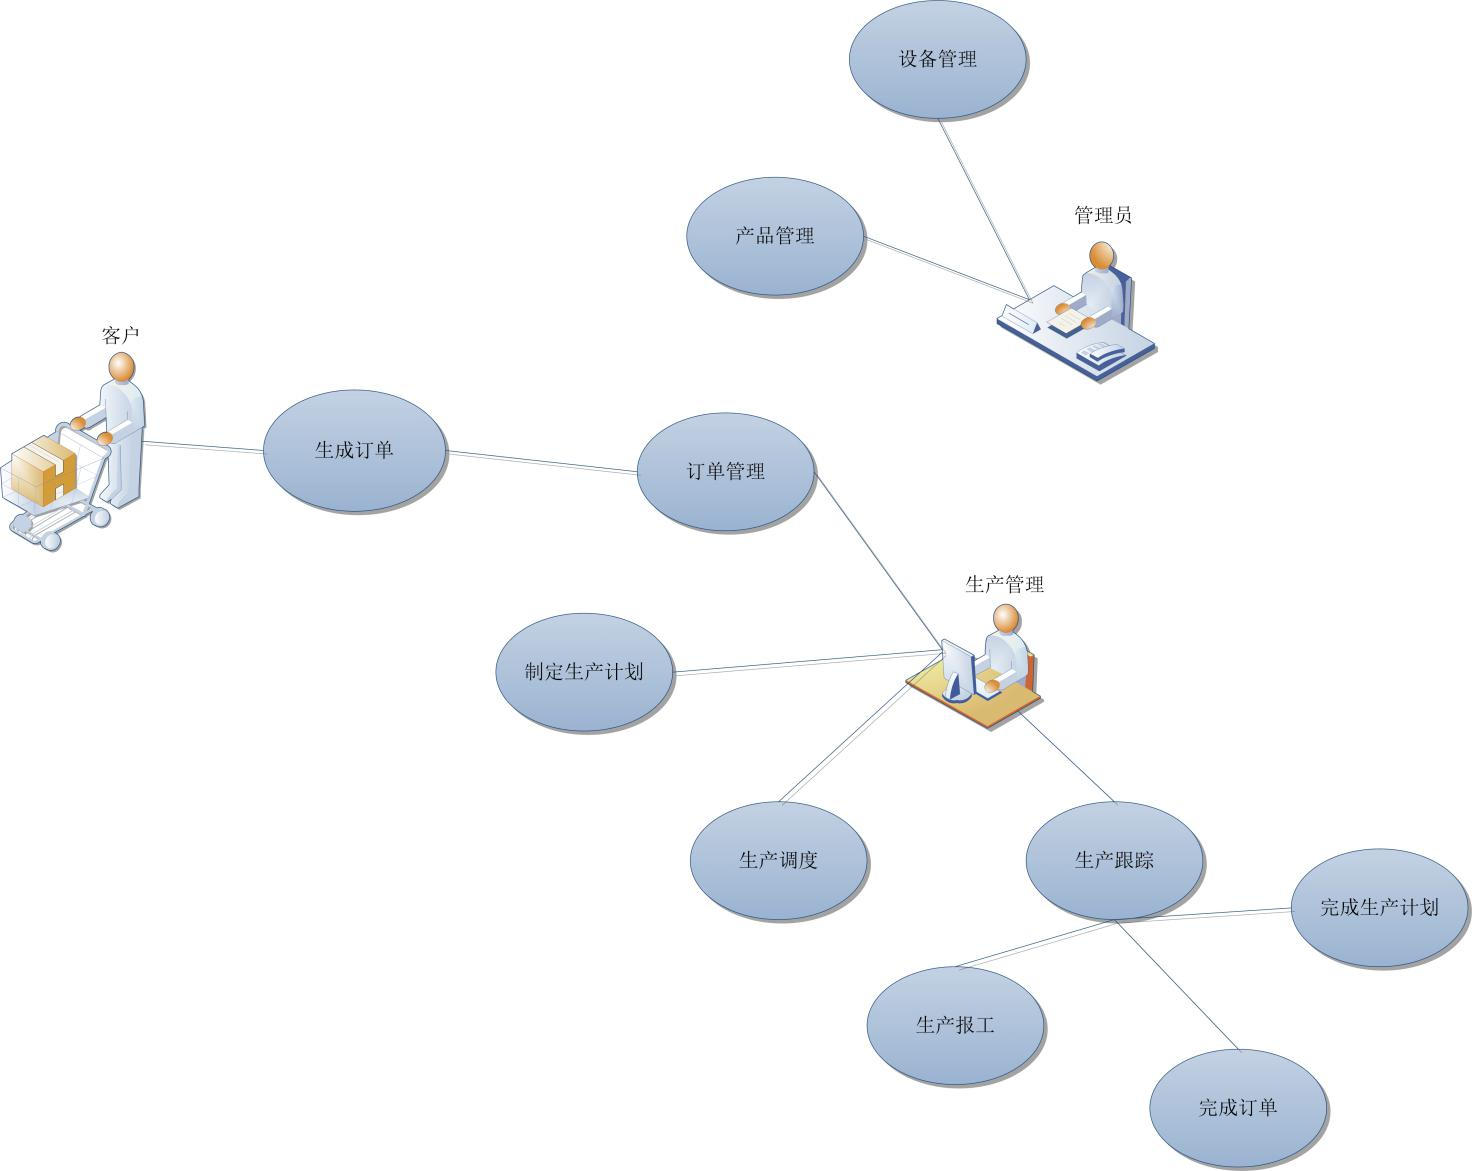 设备管理
管理员
产品管理
客户
生成订单
订单管理
生产管理
制定生产计划
生产调度
生产跟踪
完成生产计划
生产报工
完成订单